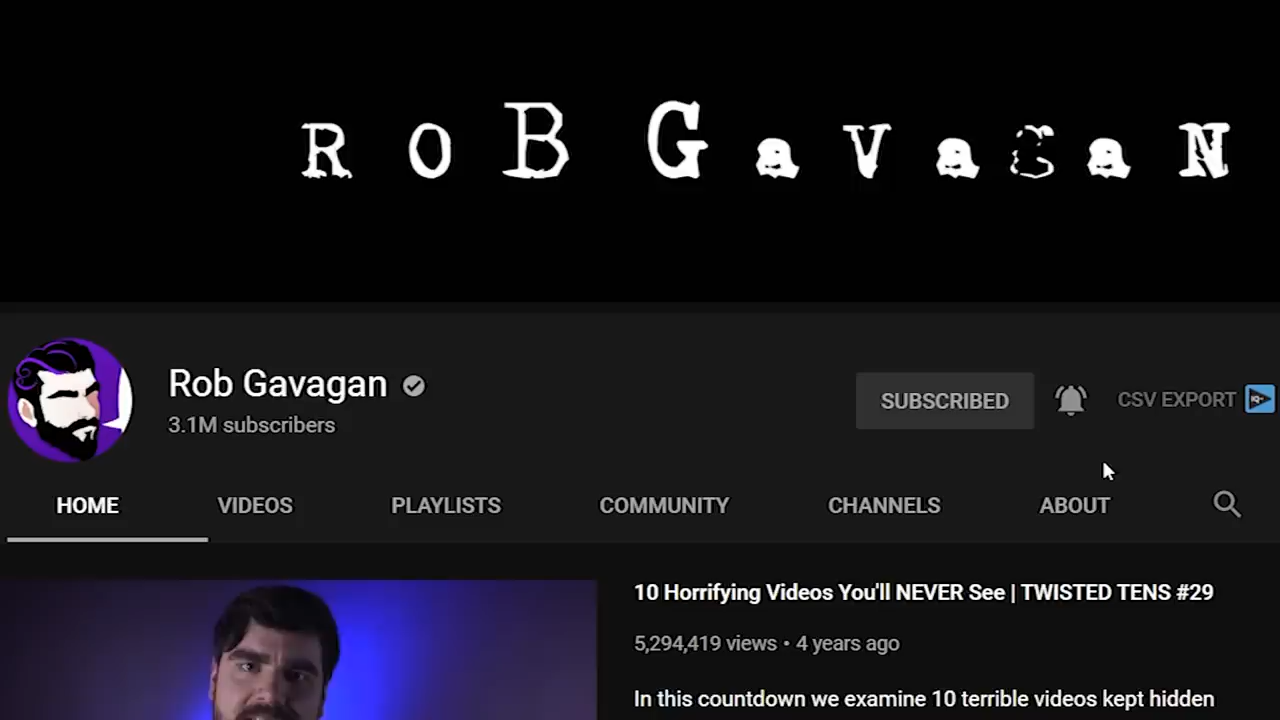 RoB GavagaN
Rob Gavagan
3.1M subscribers
SUBSCRIBED
CSV EXPORT
HOME
VIDEOS
PLAYLISTS
COMMUNITY
CHANNELS
ABOUT
10 Horrifying Videos You'll NEVER See | TWISTED TENS #29
5,294,419 views • 4 years ago
In this countdown we examine 10 terrible videos kept hidden